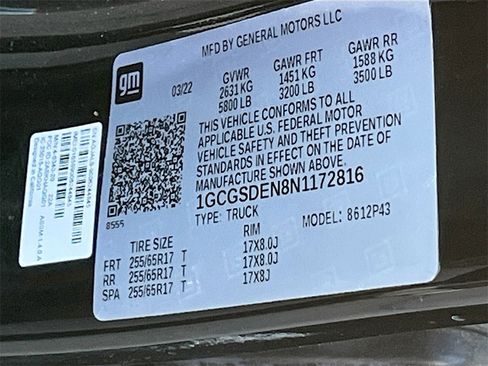 MFD BY GENERAL MOTORS LLC
gm
03/22
GVWR GAWR FRT GAWR RR
2631 KG 1451 KG 1588 KG
5800 LB 3200 LB 3500 LB
THIS VEHICLE CONFORMS TO ALL
APPLICABLE U.S. FEDERAL MOTOR
VEHICLE SAFETY AND THEFT PREVENTION
STANDARDS IN EFFECT ON THE DATE OF
MANUFACTURE SHOWN ABOVE.
1GCGSDEN8N1172816
8555
TYPE: TRUCK MODEL: 8612P43
TIRE SIZE RIM
FRT 255/65R17 T 17X8.0J
RR 255/65R17 T 17X8.0J
SPA 255/65R17 T 17X8J